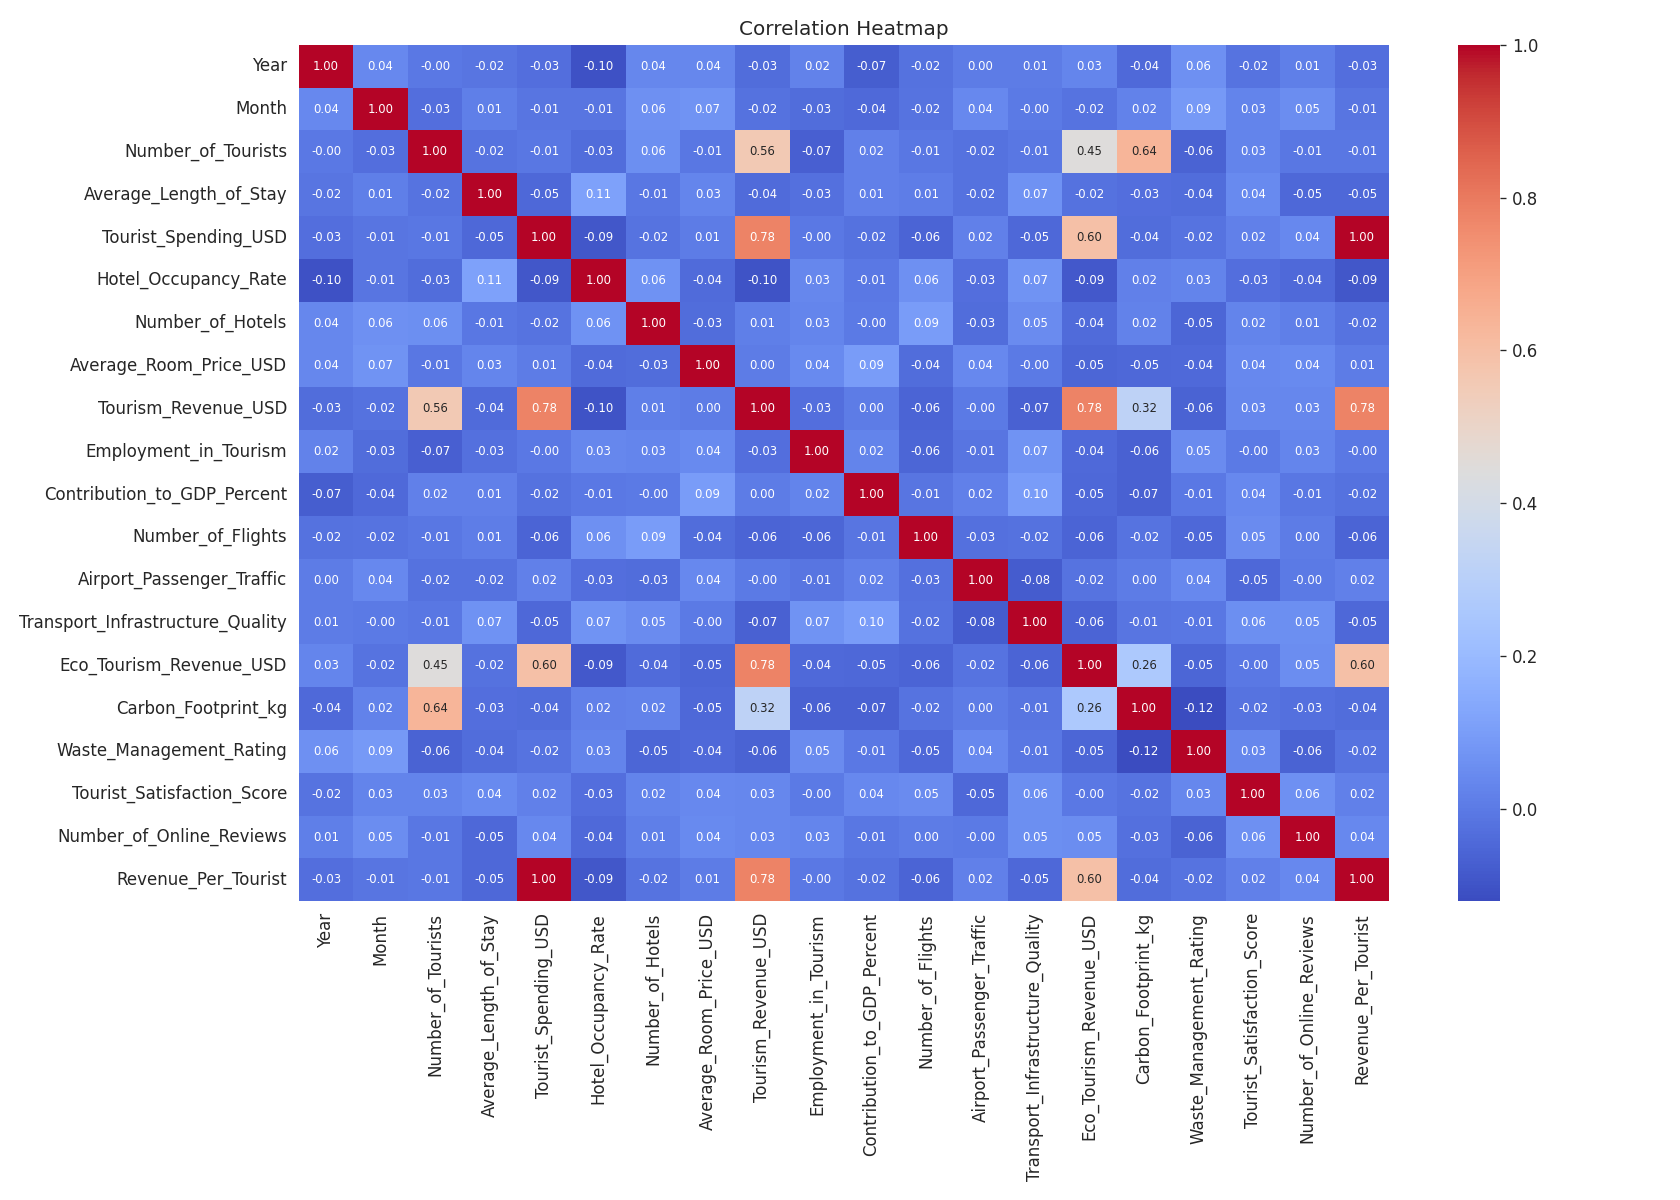 Correlation Heatmap
Year 1.00 0.04 -0.00 -0.02 -0.03 -0.10 0.04 0.04 -0.03 0.02 -0.07 -0.02 0.00 0.01 0.03 -0.04 0.06 -0.02 0.01 -0.03
Month 0.04 1.00 -0.03 0.01 -0.01 -0.01 0.06 0.07 -0.02 -0.03 -0.04 -0.02 0.04 -0.00 -0.02 0.02 0.09 0.03 0.05 -0.01
Number_of_Tourists -0.00 -0.03 1.00 -0.02 -0.01 -0.03 0.06 -0.01 0.56 -0.07 0.02 -0.01 -0.02 -0.01 0.45 0.64 -0.06 0.03 -0.01 -0.01
Average_Length_of_Stay -0.02 0.01 -0.02 1.00 -0.05 0.11 -0.01 0.03 -0.04 -0.03 0.01 0.01 -0.02 0.07 -0.02 -0.03 -0.04 0.04 -0.05 -0.05
Tourist_Spending_USD -0.03 -0.01 -0.01 -0.05 1.00 -0.09 -0.02 0.01 0.78 -0.00 -0.02 -0.06 0.02 -0.05 0.60 -0.04 -0.02 0.02 0.04 1.00
Hotel_Occupancy_Rate -0.10 -0.01 -0.03 0.11 -0.09 1.00 0.06 -0.04 -0.10 0.03 -0.01 0.06 -0.03 0.07 -0.09 0.02 0.03 -0.03 -0.04 -0.09
Number_of_Hotels 0.04 0.06 0.06 -0.01 -0.02 0.06 1.00 -0.03 0.01 0.03 -0.00 0.09 -0.03 0.05 -0.04 0.02 -0.05 0.02 0.01 -0.02
Average_Room_Price_USD 0.04 0.07 -0.01 0.03 0.01 -0.04 -0.03 1.00 0.00 0.04 0.09 -0.04 0.04 -0.00 -0.05 -0.05 -0.04 0.04 0.04 0.01
Tourism_Revenue_USD -0.03 -0.02 0.56 -0.04 0.78 -0.10 0.01 0.00 1.00 -0.03 0.00 -0.06 -0.00 -0.07 0.78 0.32 -0.06 0.03 0.03 0.78
Employment_in_Tourism 0.02 -0.03 -0.07 -0.03 -0.00 0.03 0.03 0.04 -0.03 1.00 0.02 -0.06 -0.01 0.07 -0.04 -0.06 0.05 -0.00 0.03 -0.00
Contribution_to_GDP_Percent -0.07 -0.04 0.02 0.01 -0.02 -0.01 -0.00 0.09 0.00 0.02 1.00 -0.01 0.02 0.10 -0.05 -0.07 -0.01 0.04 -0.01 -0.02
Number_of_Flights -0.02 -0.02 -0.01 0.01 -0.06 0.06 0.09 -0.04 -0.06 -0.06 -0.01 1.00 -0.03 -0.02 -0.06 -0.02 -0.05 0.05 0.00 -0.06
Airport_Passenger_Traffic 0.00 0.04 -0.02 -0.02 0.02 -0.03 -0.03 0.04 -0.00 -0.01 0.02 -0.03 1.00 -0.08 -0.02 0.00 0.04 -0.05 -0.00 0.02
Transport_Infrastructure_Quality 0.01 -0.00 -0.01 0.07 -0.05 0.07 0.05 -0.00 -0.07 0.07 0.10 -0.02 -0.08 1.00 -0.06 -0.01 -0.01 0.06 0.05 -0.05
Eco_Tourism_Revenue_USD 0.03 -0.02 0.45 -0.02 0.60 -0.09 -0.04 -0.05 0.78 -0.04 -0.05 -0.06 -0.02 -0.06 1.00 0.26 -0.05 -0.00 0.05 0.60
Carbon_Footprint_kg -0.04 0.02 0.64 -0.03 -0.04 0.02 0.02 -0.05 0.32 -0.06 -0.07 -0.02 0.00 -0.01 0.26 1.00 -0.12 -0.02 -0.03 -0.04
Waste_Management_Rating 0.06 0.09 -0.06 -0.04 -0.02 0.03 -0.05 -0.04 -0.06 0.05 -0.01 -0.05 0.04 -0.01 -0.05 -0.12 1.00 0.03 -0.06 -0.02
Tourist_Satisfaction_Score -0.02 0.03 0.03 0.04 0.02 -0.03 0.02 0.04 0.03 -0.00 0.04 0.05 -0.05 0.06 -0.00 -0.02 0.03 1.00 0.06 0.02
Number_of_Online_Reviews 0.01 0.05 -0.01 -0.05 0.04 -0.04 0.01 0.04 0.03 0.03 -0.01 0.00 -0.00 0.05 0.05 -0.03 -0.06 0.06 1.00 0.04
Revenue_Per_Tourist -0.03 -0.01 -0.01 -0.05 1.00 -0.09 -0.02 0.01 0.78 -0.00 -0.02 -0.06 0.02 -0.05 0.60 -0.04 -0.02 0.02 0.04 1.00
Year
Month
Number_of_Tourists
Average_Length_of_Stay
Tourist_Spending_USD
Hotel_Occupancy_Rate
Number_of_Hotels
Average_Room_Price_USD
Tourism_Revenue_USD
Employment_in_Tourism
Contribution_to_GDP_Percent
Number_of_Flights
Airport_Passenger_Traffic
Transport_Infrastructure_Quality
Eco_Tourism_Revenue_USD
Carbon_Footprint_kg
Waste_Management_Rating
Tourist_Satisfaction_Score
Number_of_Online_Reviews
Revenue_Per_Tourist
1.0
0.8
0.6
0.4
0.2
0.0